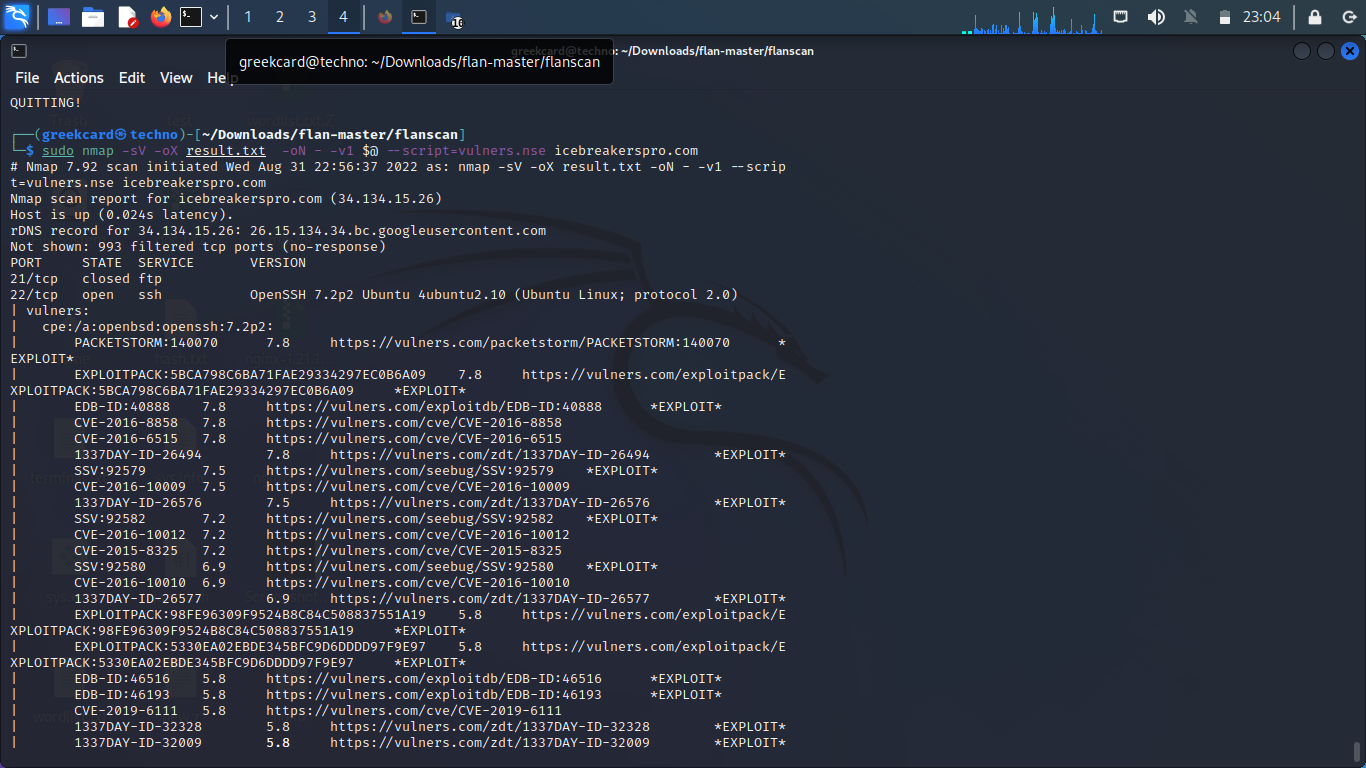 1 2 3 4 10 23:04
greekcard@techno: ~/Downloads/flan-master/flanscan
greekcard@techno: ~/Downloads/flan-master/flanscan
File Actions Edit View Help
QUITTING!
┌──(greekcard㉿techno)-[~/Downloads/flan-master/flanscan]
└─$ sudo nmap -sV -oX result.txt  -oN - -v1 $@ --script=vulners.nse icebreakerspro.com
# Nmap 7.92 scan initiated Wed Aug 31 22:56:37 2022 as: nmap -sV -oX result.txt -oN - -v1 --scrip
t=vulners.nse icebreakerspro.com
Nmap scan report for icebreakerspro.com (34.134.15.26)
Host is up (0.024s latency).
rDNS record for 34.134.15.26: 26.15.134.34.bc.googleusercontent.com
Not shown: 993 filtered tcp ports (no-response)
PORT     STATE  SERVICE       VERSION
21/tcp   closed ftp
22/tcp   open   ssh           OpenSSH 7.2p2 Ubuntu 4ubuntu2.10 (Ubuntu Linux; protocol 2.0)
| vulners:
|   cpe:/a:openbsd:openssh:7.2p2:
|       PACKETSTORM:140070      7.8     https://vulners.com/packetstorm/PACKETSTORM:140070      *
EXPLOIT*
|       EXPLOITPACK:5BCA798C6BA71FAE29334297EC0B6A09    7.8     https://vulners.com/exploitpack/E
XPLOITPACK:5BCA798C6BA71FAE29334297EC0B6A09     *EXPLOIT*
|       EDB-ID:40888    7.8     https://vulners.com/exploitdb/EDB-ID:40888      *EXPLOIT*
|       CVE-2016-8858   7.8     https://vulners.com/cve/CVE-2016-8858
|       CVE-2016-6515   7.8     https://vulners.com/cve/CVE-2016-6515
|       1337DAY-ID-26494        7.8     https://vulners.com/zdt/1337DAY-ID-26494        *EXPLOIT*
|       SSV:92579       7.5     https://vulners.com/seebug/SSV:92579    *EXPLOIT*
|       CVE-2016-10009  7.5     https://vulners.com/cve/CVE-2016-10009
|       1337DAY-ID-26576        7.5     https://vulners.com/zdt/1337DAY-ID-26576        *EXPLOIT*
|       SSV:92582       7.2     https://vulners.com/seebug/SSV:92582    *EXPLOIT*
|       CVE-2016-10012  7.2     https://vulners.com/cve/CVE-2016-10012
|       CVE-2015-8325   7.2     https://vulners.com/cve/CVE-2015-8325
|       SSV:92580       6.9     https://vulners.com/seebug/SSV:92580    *EXPLOIT*
|       CVE-2016-10010  6.9     https://vulners.com/cve/CVE-2016-10010
|       1337DAY-ID-26577        6.9     https://vulners.com/zdt/1337DAY-ID-26577        *EXPLOIT*
|       EXPLOITPACK:98FE96309F9524B8C84C508837551A19    5.8     https://vulners.com/exploitpack/E
XPLOITPACK:98FE96309F9524B8C84C508837551A19     *EXPLOIT*
|       EXPLOITPACK:5330EA02EBDE345BFC9D6DDDD97F9E97    5.8     https://vulners.com/exploitpack/E
XPLOITPACK:5330EA02EBDE345BFC9D6DDDD97F9E97     *EXPLOIT*
|       EDB-ID:46516    5.8     https://vulners.com/exploitdb/EDB-ID:46516      *EXPLOIT*
|       EDB-ID:46193    5.8     https://vulners.com/exploitdb/EDB-ID:46193      *EXPLOIT*
|       CVE-2019-6111   5.8     https://vulners.com/cve/CVE-2019-6111
|       1337DAY-ID-32328        5.8     https://vulners.com/zdt/1337DAY-ID-32328        *EXPLOIT*
|       1337DAY-ID-32009        5.8     https://vulners.com/zdt/1337DAY-ID-32009        *EXPLOIT*